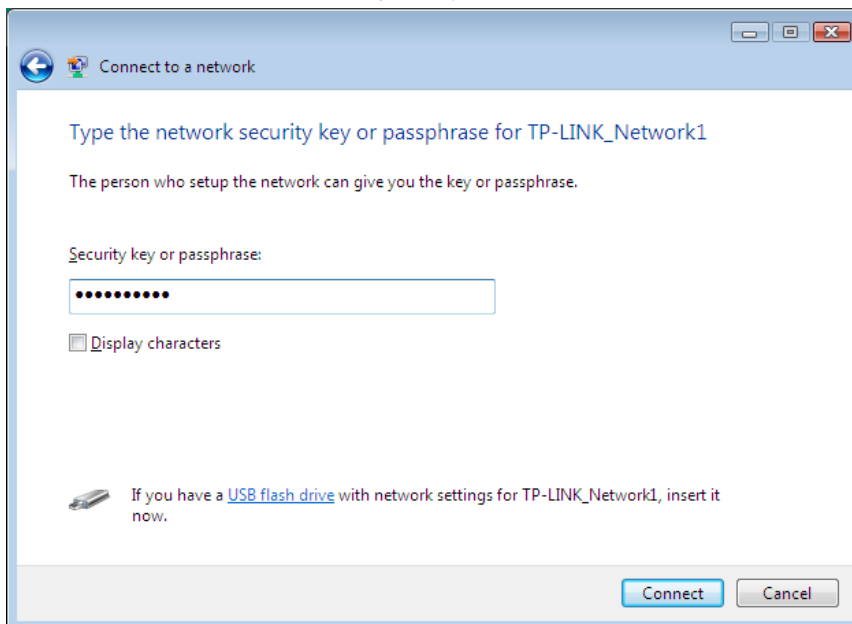 Connect to a network
Type the network security key or passphrase for TP-LINK_Network1
The person who setup the network can give you the key or passphrase.
Security key or passphrase:
••••••••••
Display characters
If you have a USB flash drive with network settings for TP-LINK_Network1, insert it
now.
Connect Cancel